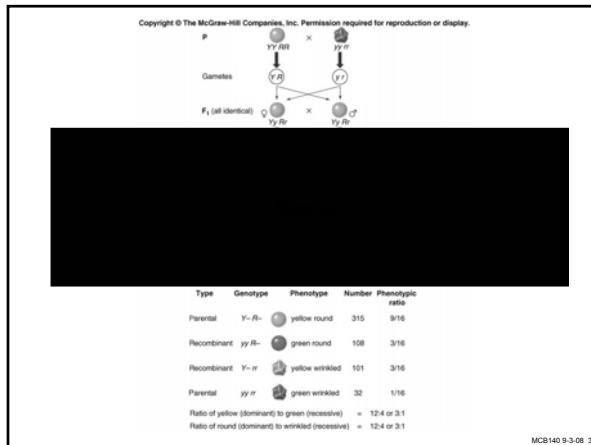 Copyright © The McGraw-Hill Companies, Inc. Permission required for reproduction or display.
P
×
YY RR
yy rr
Gametes
Y R
y r
F₁ (all identical)
♀
×
♂
Yy Rr
Yy Rr
Type Genotype Phenotype Number Phenotypic ratio
Parental Y– R– yellow round 315 9/16
Recombinant yy R– green round 108 3/16
Recombinant Y– rr yellow wrinkled 101 3/16
Parental yy rr green wrinkled 32 1/16
Ratio of yellow (dominant) to green (recessive) = 12:4 or 3:1
Ratio of round (dominant) to wrinkled (recessive) = 12:4 or 3:1
MCB140 9-3-08 3